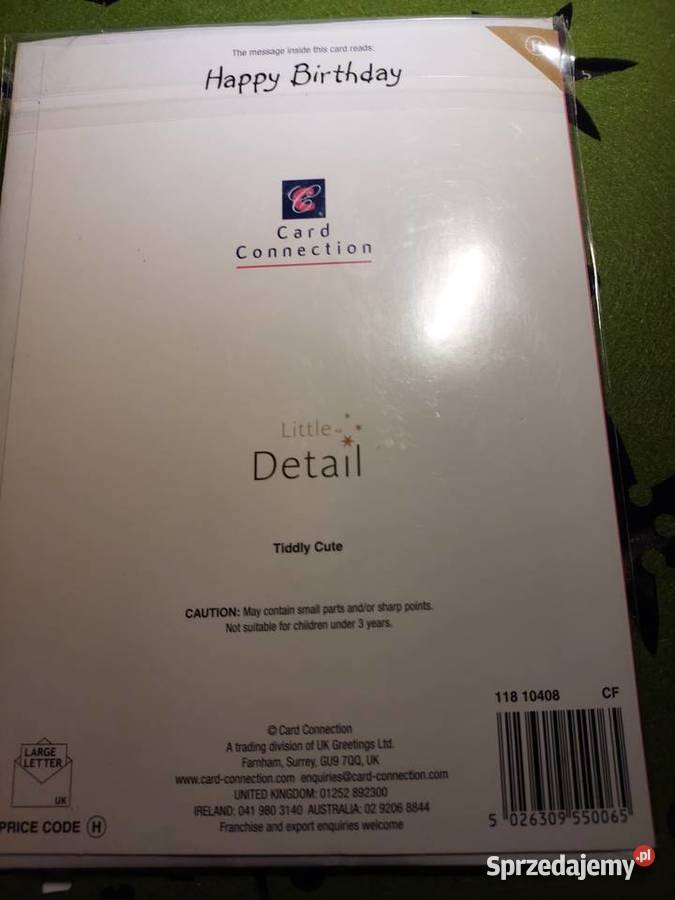 The message inside this card reads:
Happy Birthday
H
Card
Connection
Little
Detail
Tiddly Cute
CAUTION: May contain small parts and/or sharp points.
Not suitable for children under 3 years.
118 10408 CF
© Card Connection
A trading division of UK Greetings Ltd.
Farnham, Surrey, GU9 7QQ, UK
www.card-connection.com enquiries@card-connection.com
UNITED KINGDOM: 01252 892300
IRELAND: 041 980 3140 AUSTRALIA: 02 9206 8844
Franchise and export enquiries welcome
LARGE
LETTER
UK
PRICE CODE H
5 026309 550065
Sprzedajemy.pl